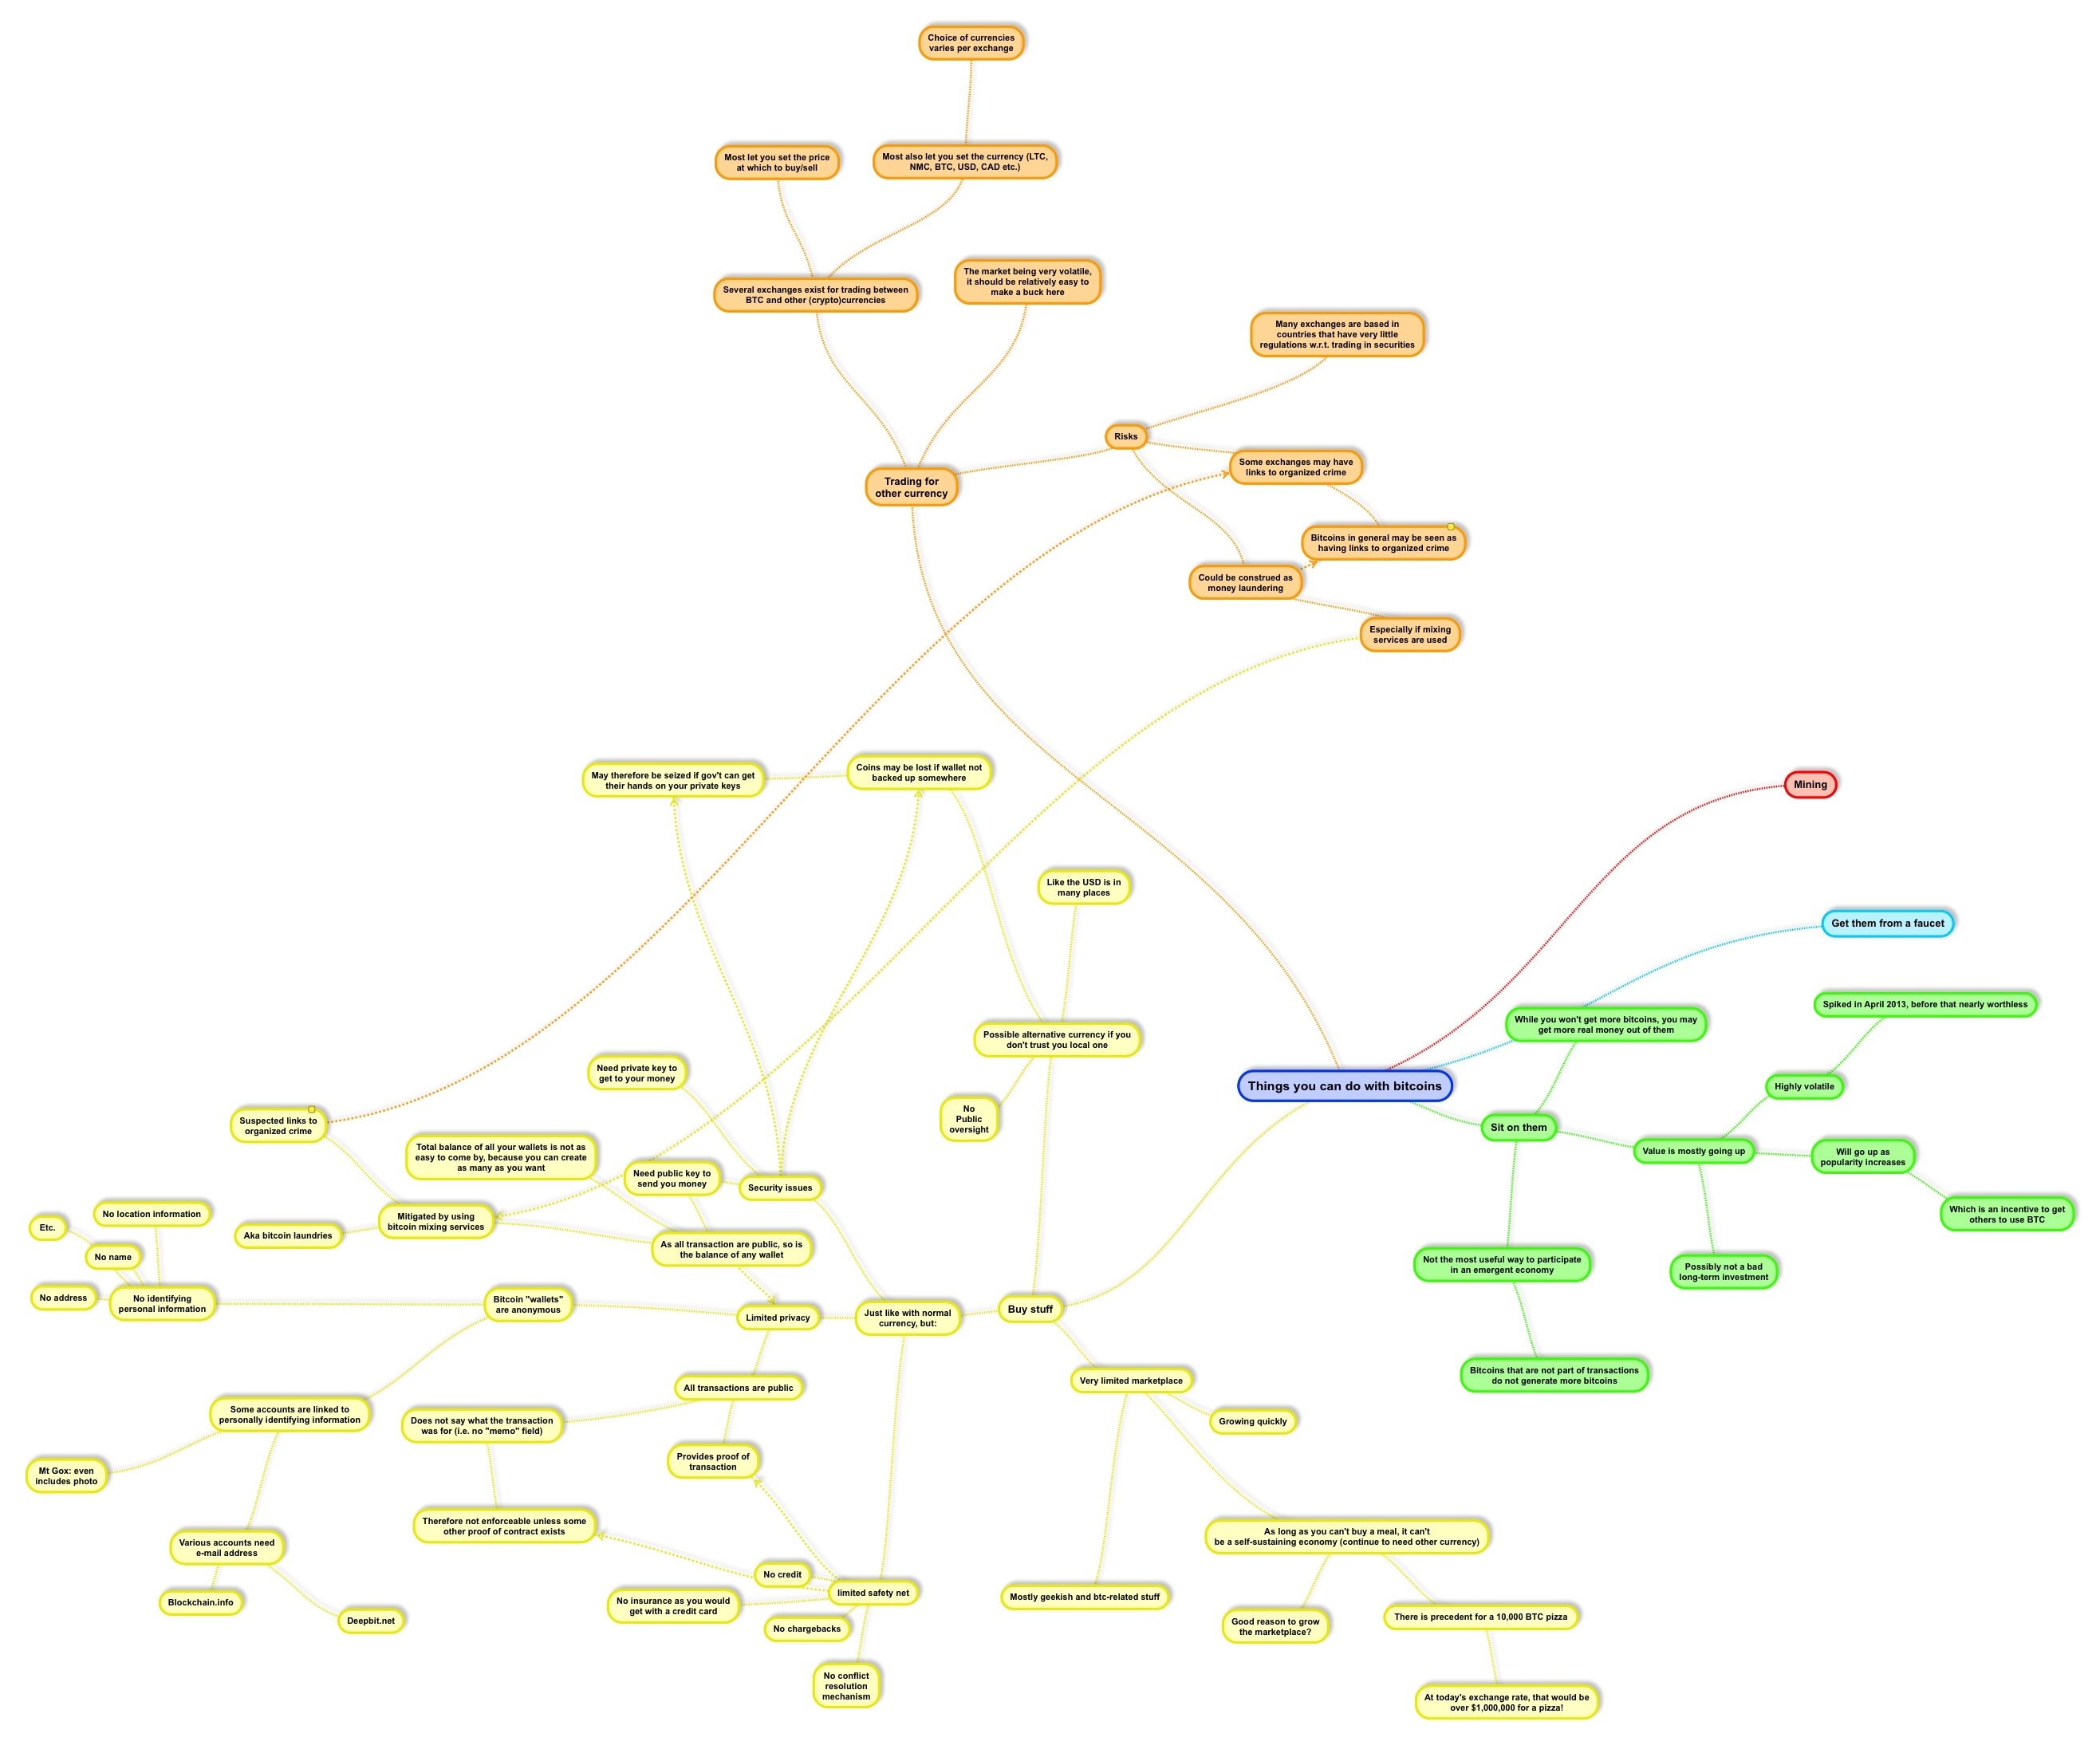 Choice of currencies
varies per exchange
Most let you set the price
at which to buy/sell
Most also let you set the currency (LTC,
NMC, BTC, USD, CAD etc.)
Several exchanges exist for trading between
BTC and other (crypto)currencies
The market being very volatile,
it should be relatively easy to
make a buck here
Many exchanges are based in
countries that have very little
regulations w.r.t. trading in securities
Risks
Some exchanges may have
links to organized crime
Trading for
other currency
Bitcoins in general may be seen as
having links to organized crime
Could be construed as
money laundering
Especially if mixing
services are used
May therefore be seized if gov't can get
their hands on your private keys
Coins may be lost if wallet not
backed up somewhere
Mining
Like the USD is in
many places
Get them from a faucet
Spiked in April 2013, before that nearly worthless
While you won't get more bitcoins, you may
get more real money out of them
Possible alternative currency if you
don't trust you local one
Need private key to
get to your money
Things you can do with bitcoins
Highly volatile
No
Public
oversight
Suspected links to
organized crime
Sit on them
Value is mostly going up
Will go up as
popularity increases
Total balance of all your wallets is not as
easy to come by, because you can create
as many as you want
Need public key to
send you money
Security issues
Which is an incentive to get
others to use BTC
No location information
Etc.
Aka bitcoin laundries
Mitigated by using
bitcoin mixing services
No name
As all transaction are public, so is
the balance of any wallet
Not the most useful way to participate
in an emergent economy
Possibly not a bad
long-term investment
No address
No identifying
personal information
Bitcoin "wallets"
are anonymous
Limited privacy
Just like with normal
currency, but:
Buy stuff
Bitcoins that are not part of transactions
do not generate more bitcoins
All transactions are public
Very limited marketplace
Some accounts are linked to
personally identifying information
Does not say what the transaction
was for (i.e. no "memo" field)
Growing quickly
Mt Gox: even
includes photo
Provides proof of
transaction
Therefore not enforceable unless some
other proof of contract exists
As long as you can't buy a meal, it can't
be a self-sustaining economy (continue to need other currency)
Various accounts need
e-mail address
No credit
limited safety net
Mostly geekish and btc-related stuff
Blockchain.info
No insurance as you would
get with a credit card
Deepbit.net
No chargebacks
Good reason to grow
the marketplace?
There is precedent for a 10,000 BTC pizza
No conflict
resolution
mechanism
At today's exchange rate, that would be
over $1,000,000 for a pizza!